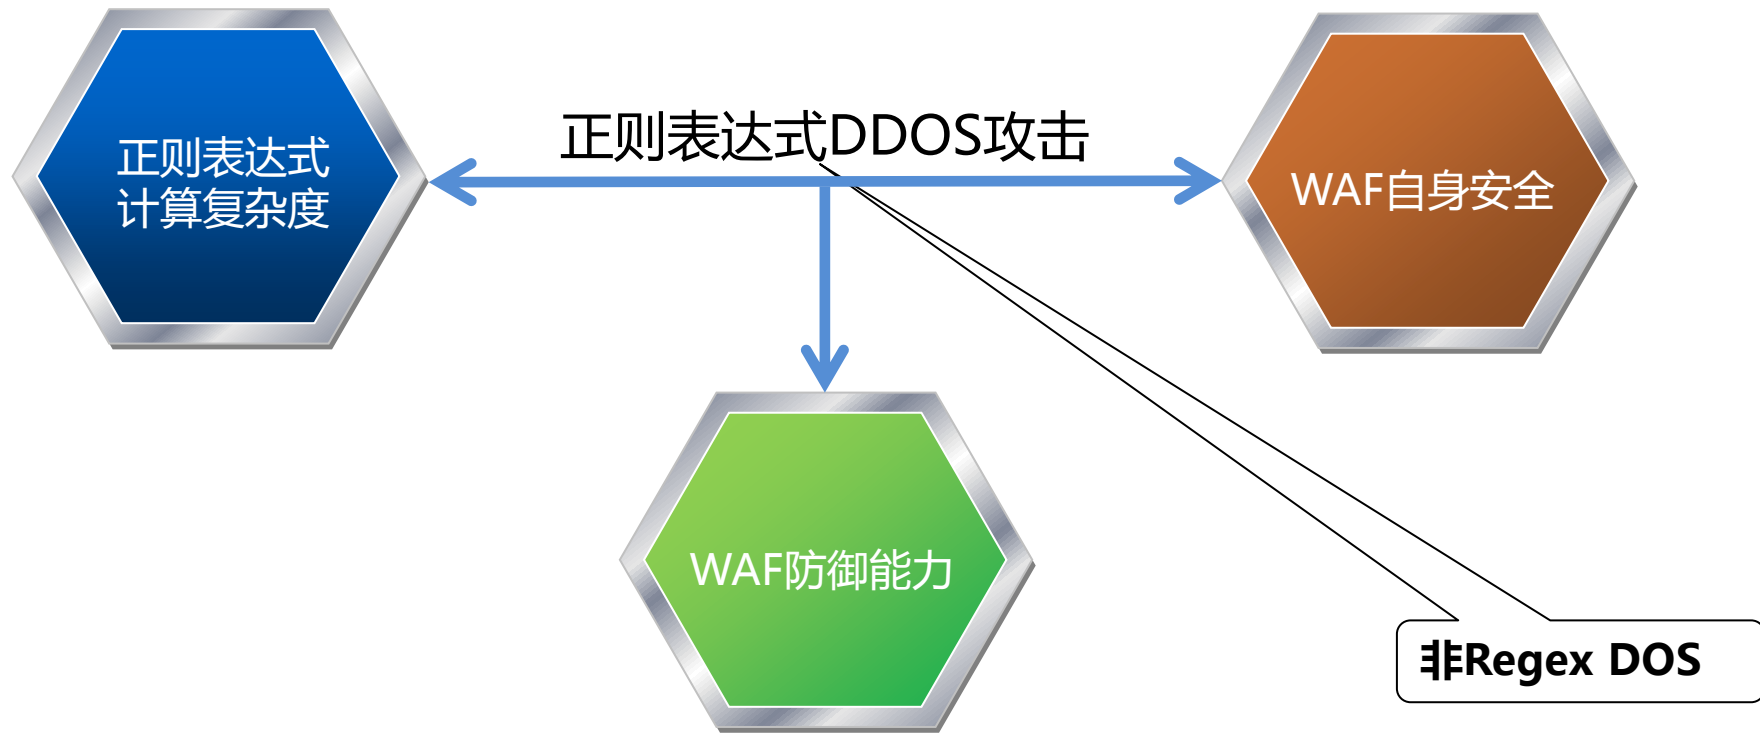 正则表达式DDOS攻击
正则表达式
计算复杂度
WAF自身安全
WAF防御能力
非Regex DOS